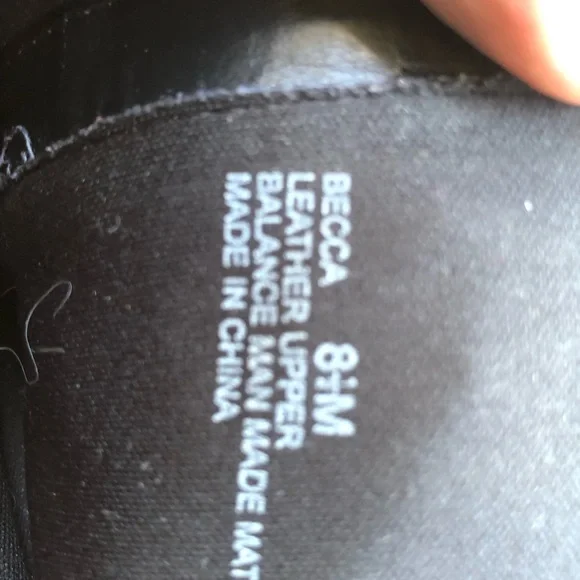 BECCA 8½M
LEATHER UPPER
BALANCE MAN MADE MAT
MADE IN CHINA